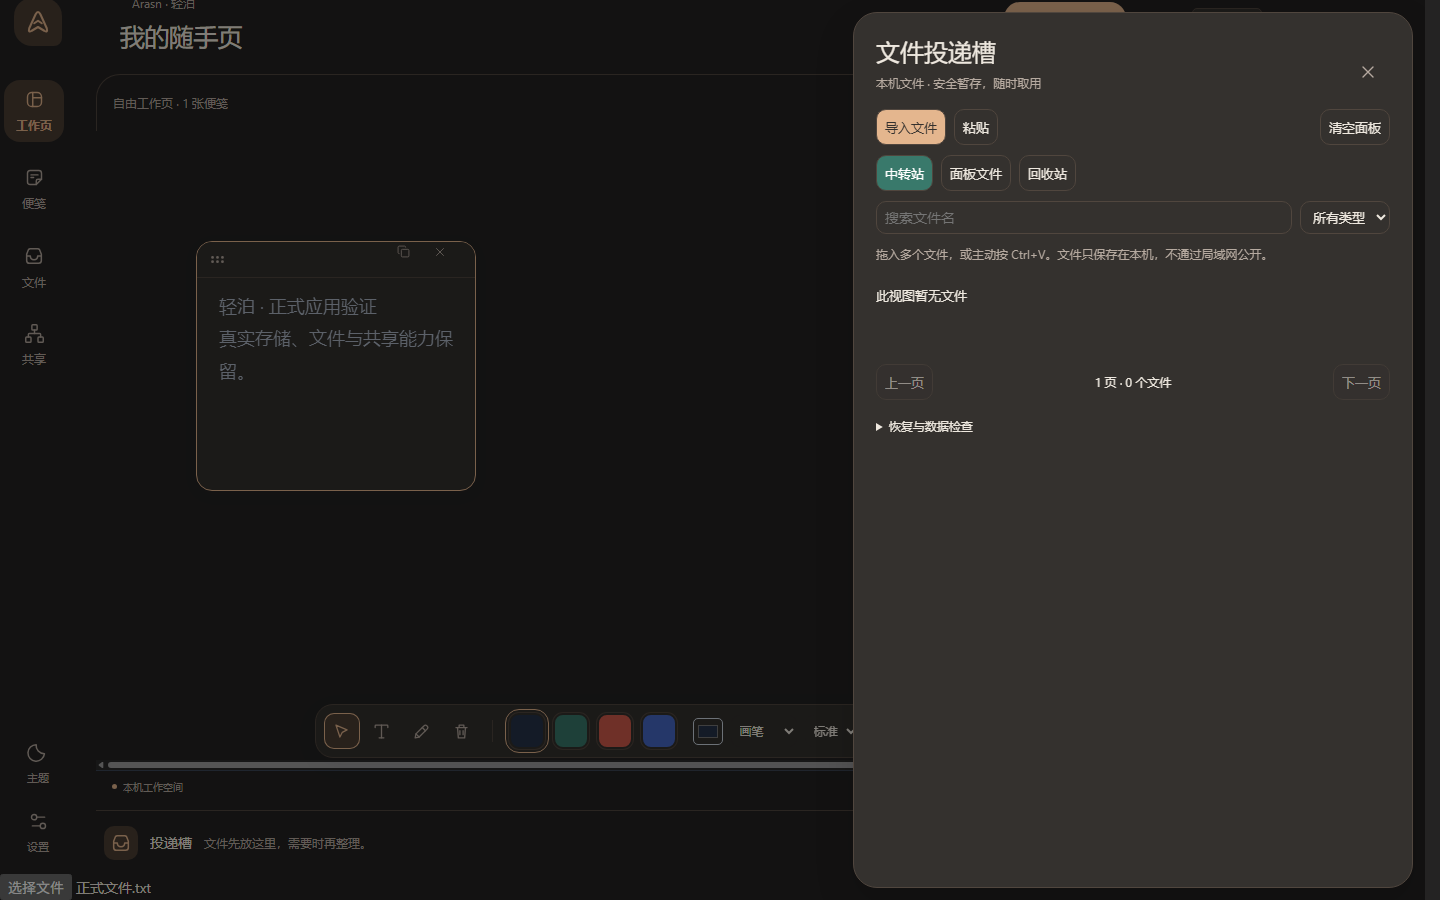 Arasn · 轻泊
我的随手页
自由工作页 · 1 张便笺
工作页
便笺
文件
共享
轻泊 · 正式应用验证
真实存储、文件与共享能力保
留。
画笔
标准
本机工作空间
投递槽 文件先放这里，需要时再整理。
主题
设置
选择文件 正式文件.txt
文件投递槽
本机文件 · 安全暂存，随时取用
导入文件 粘贴 清空面板
中转站 面板文件 回收站
搜索文件名 所有类型
拖入多个文件，或主动按 Ctrl+V。文件只保存在本机，不通过局域网公开。
此视图暂无文件
上一页 1 页 · 0 个文件 下一页
恢复与数据检查